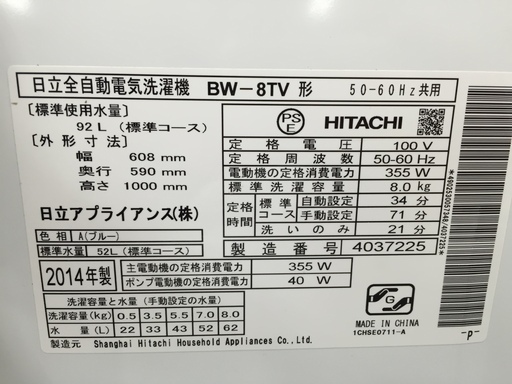 日立全自動電気洗濯機 BW-8TV 形 50-60Hz共用
[標準使用水量]
92L (標準コース)
[外形寸法]
幅 608 mm
奥行 590 mm
高さ 1000 mm
日立アプライアンス(株)
色相 A(ブルー)
標準水量 52L (標準コース)
PSE HITACHI
定格電圧 100 V
定格周波数 50-60 Hz
電動機の定格消費電力 355 W
標準洗濯容量 8.0 kg
定格時間 標準 自動設定 34 分
標準 手動設定 71 分
洗いのみ 21 分
製造番号 4037225
2014年製
主電動機の定格消費電力 355 W
ポンプ電動機の定格消費電力 40 W
洗濯容量と水量 (手動設定の水量)
洗濯容量(kg) 0.5 3.5 5.5 7.0 8.0
水量(L) 22 33 43 52 62
製造元 Shanghai Hitachi Household Appliances Co.,Ltd.
G
MADE IN CHINA
1CHSE0711-A
-P-